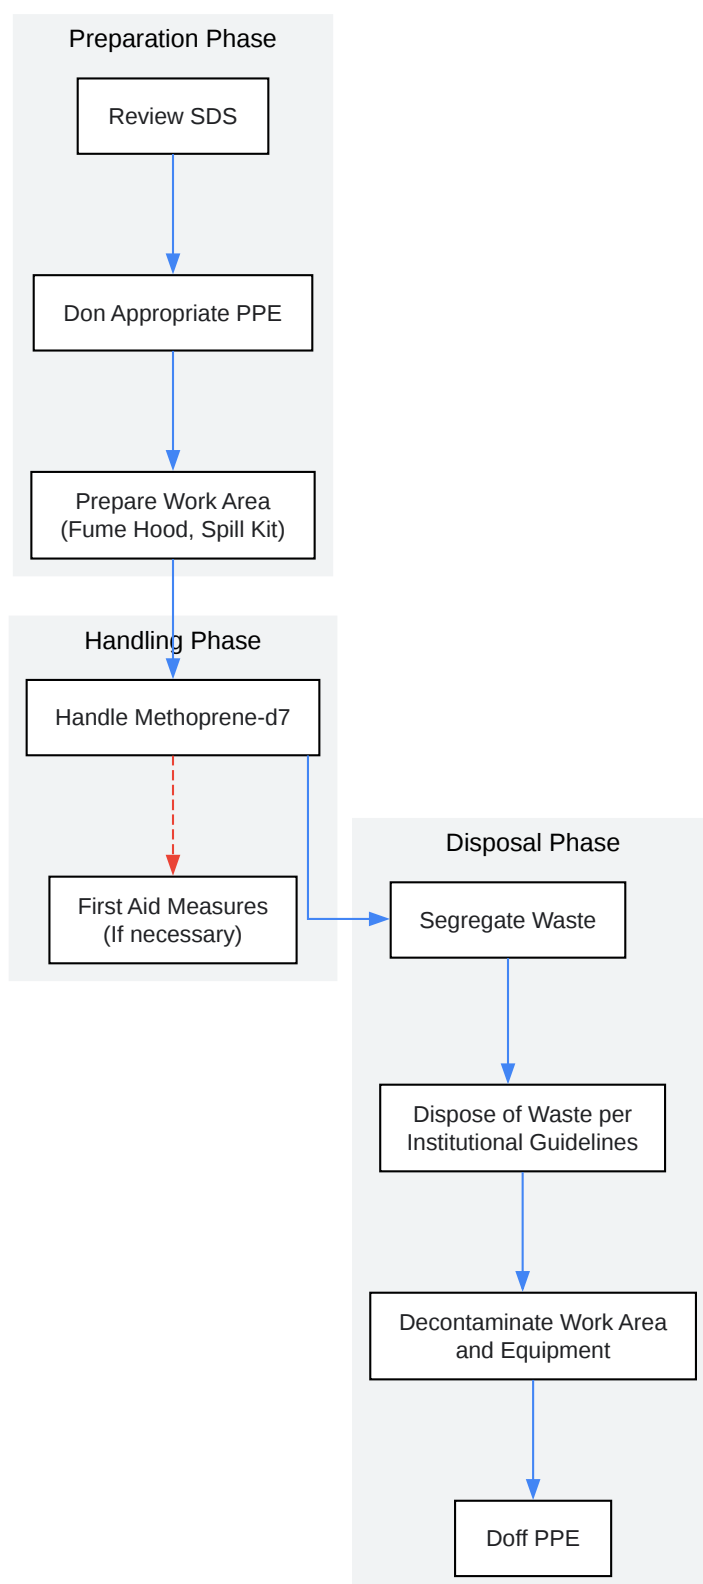 Preparation Phase
Review SDS
Don Appropriate PPE
Prepare Work Area
(Fume Hood, Spill Kit)
Handling Phase
Handle Methoprene-d7
First Aid Measures
(If necessary)
Disposal Phase
Segregate Waste
Dispose of Waste per
Institutional Guidelines
Decontaminate Work Area
and Equipment
Doff PPE